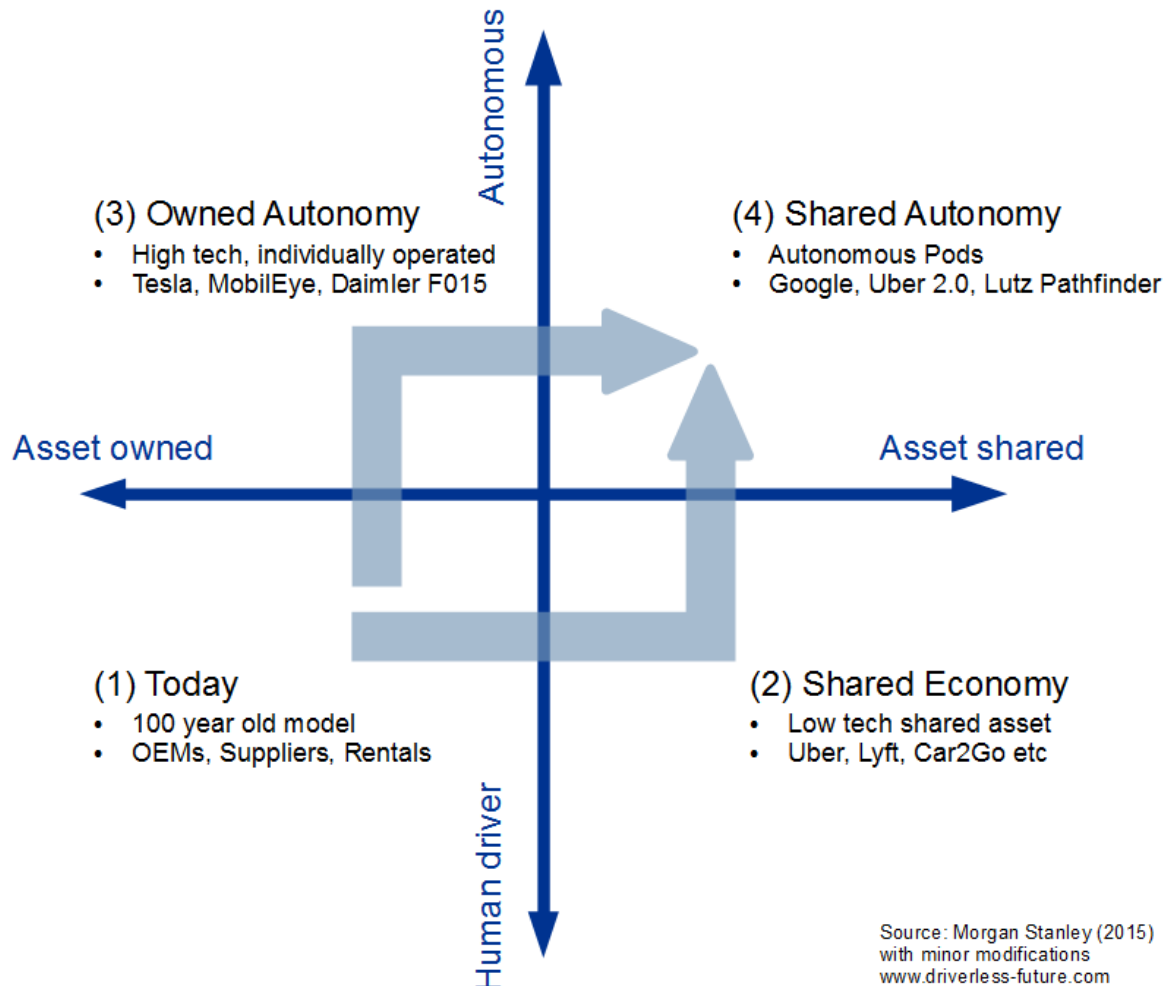 Autonomous
(3) Owned Autonomy
• High tech, individually operated
• Tesla, MobilEye, Daimler F015
(4) Shared Autonomy
• Autonomous Pods
• Google, Uber 2.0, Lutz Pathfinder
Asset owned
Asset shared
(1) Today
• 100 year old model
• OEMs, Suppliers, Rentals
(2) Shared Economy
• Low tech shared asset
• Uber, Lyft, Car2Go etc
Human driver
Source: Morgan Stanley (2015)
with minor modifications
www.driverless-future.com